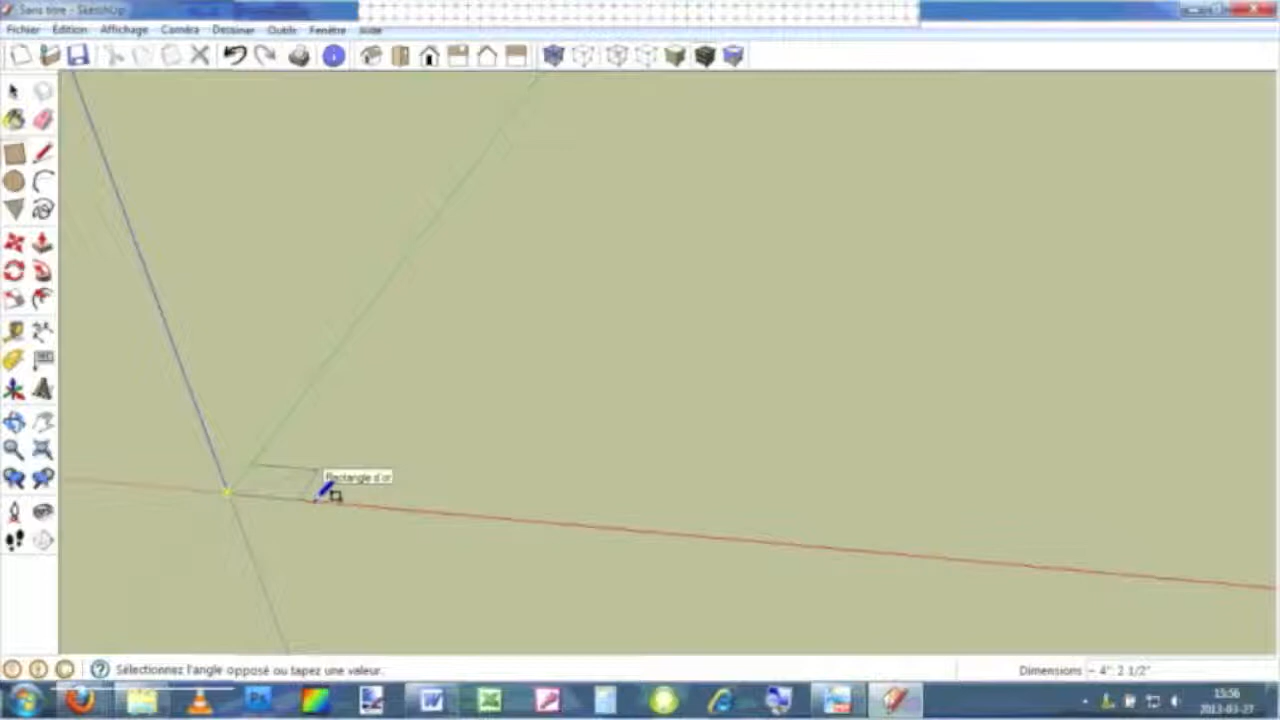 Sans titre - SketchUp
Fichier Édition Affichage Caméra Dessiner Outils Fenêtre Aide
Rectangle d'or
Sélectionnez l'angle opposé ou tapez une valeur.
Dimensions ~ 4"; 2 1/2"
15:56
2013-03-27